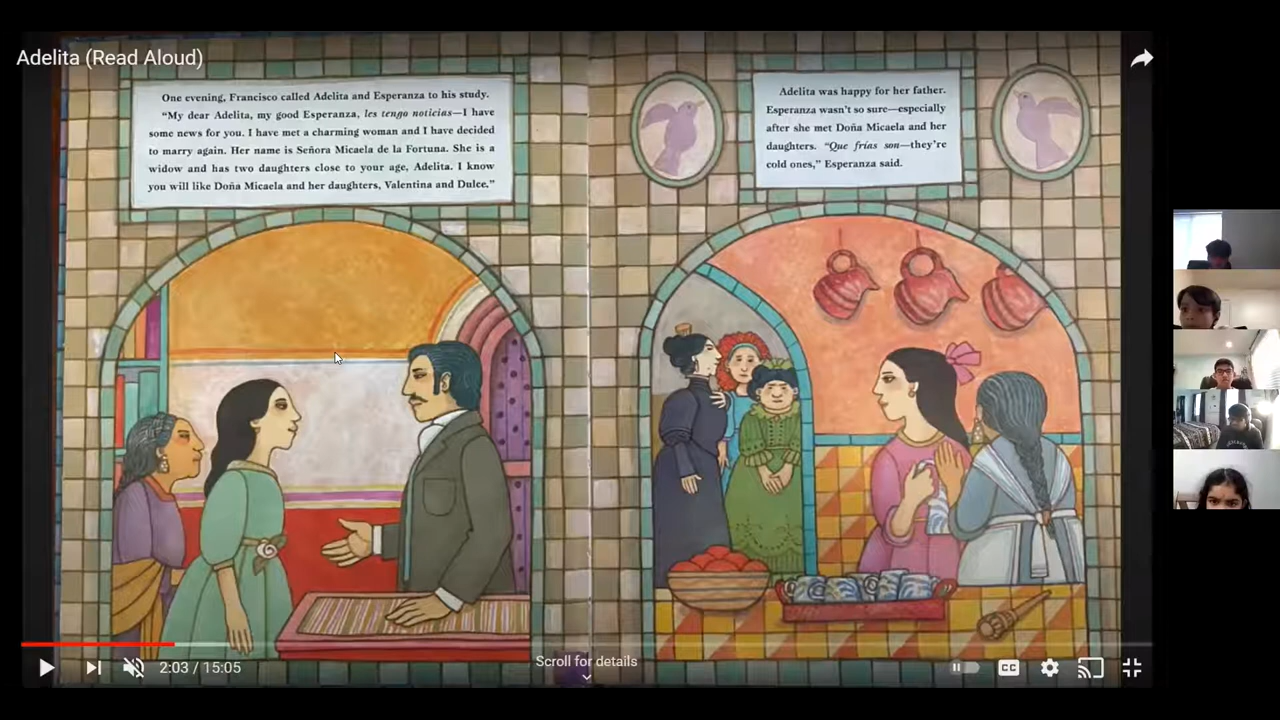 Adelita (Read Aloud)
One evening, Francisco called Adelita and Esperanza to his study.
“My dear Adelita, my good Esperanza, les tengo noticias—I have
some news for you. I have met a charming woman and I have decided
to marry again. Her name is Señora Micaela de la Fortuna. She is a
widow and has two daughters close to your age, Adelita. I know
you will like Doña Micaela and her daughters, Valentina and Dulce.”
Adelita was happy for her father.
Esperanza wasn’t so sure—especially
after she met Doña Micaela and her
daughters. “Que frías son—they’re
cold ones,” Esperanza said.
2:03 / 15:05
Scroll for details
CC